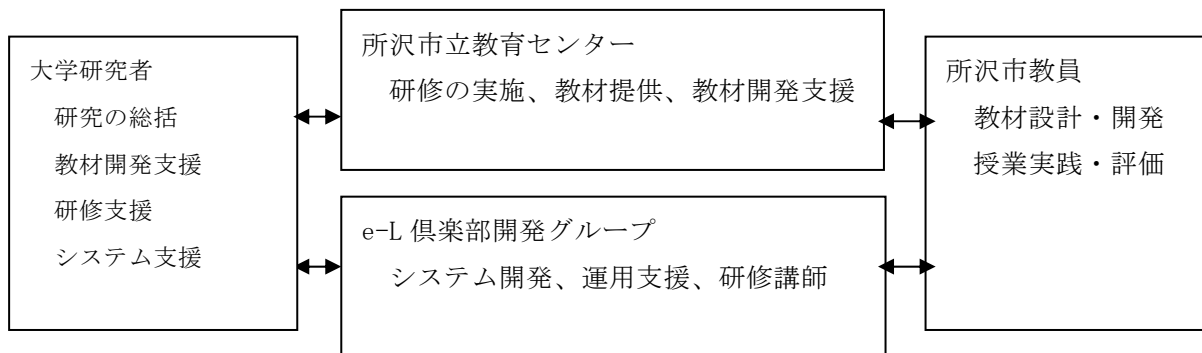 大学研究者
研究の総括
教材開発支援
研修支援
システム支援
所沢市立教育センター
研修の実施、教材提供、教材開発支援
e-L 倶楽部開発グループ
システム開発、運用支援、研修講師
所沢市教員
教材設計・開発
授業実践・評価